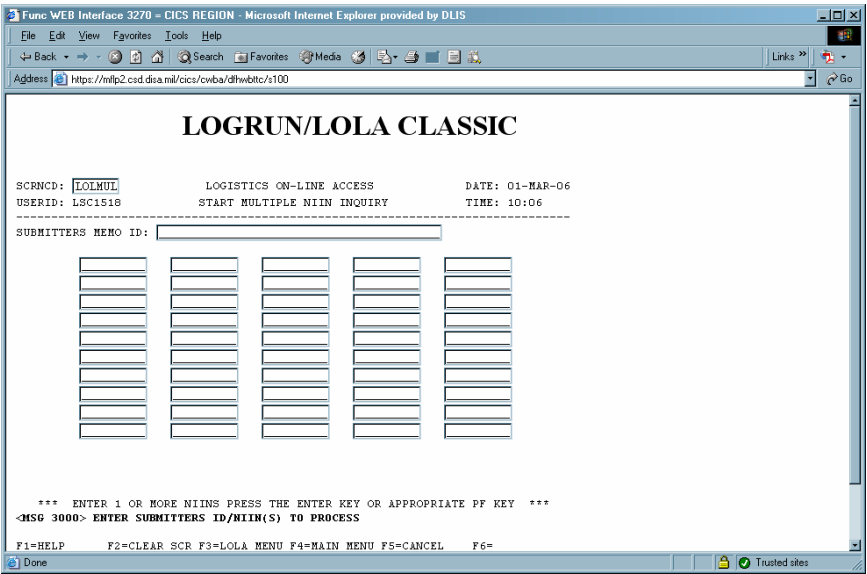 Func WEB Interface 3270 = CICS REGION - Microsoft Internet Explorer provided by DLIS
File Edit View Favorites Tools Help
Back Search Favorites Media Links »
Address https://mflp2.csd.disa.mil/cics/cwba/dfhwbttc/s100 Go
LOGRUN/LOLA CLASSIC
SCRNCD: LOLMUL LOGISTICS ON-LINE ACCESS DATE: 01-MAR-06
USERID: LSC1518 START MULTIPLE NIIN INQUIRY TIME: 10:06
--------------------------------------------------------------------------------
SUBMITTERS MEMO ID:
*** ENTER 1 OR MORE NIINS PRESS THE ENTER KEY OR APPROPRIATE PF KEY ***
<MSG 3000> ENTER SUBMITTERS ID/NIIN(S) TO PROCESS
F1=HELP F2=CLEAR SCR F3=LOLA MENU F4=MAIN MENU F5=CANCEL F6=
Done Trusted sites